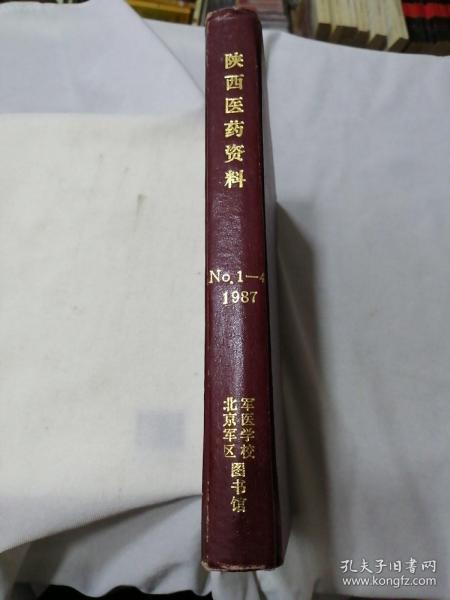 陕西医药资料
No.1—4
1987
北京军区
军医学校
图书馆
孔夫子旧书网
www.kongfz.com